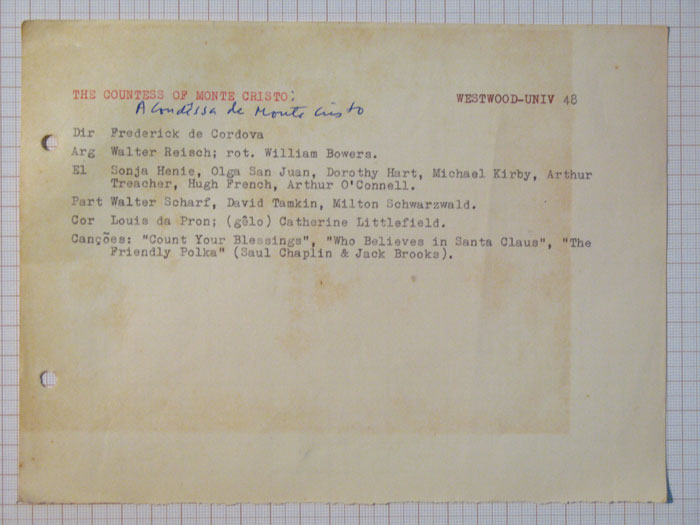 THE COUNTESS OF MONTE CRISTO: WESTWOOD-UNIV 48
A Condessa de Monte Cristo
Dir Frederick de Cordova
Arg Walter Reisch; rot. William Bowers.
El Sonja Henie, Olga San Juan, Dorothy Hart, Michael Kirby, Arthur
Treacher, Hugh French, Arthur O'Connell.
Part Walter Scharf, David Tamkin, Milton Schwarzwald.
Cor Louis da Pron; (gêlo) Catherine Littlefield.
Canções: "Count Your Blessings", "Who Believes in Santa Claus", "The
Friendly Polka" (Saul Chaplin & Jack Brooks).